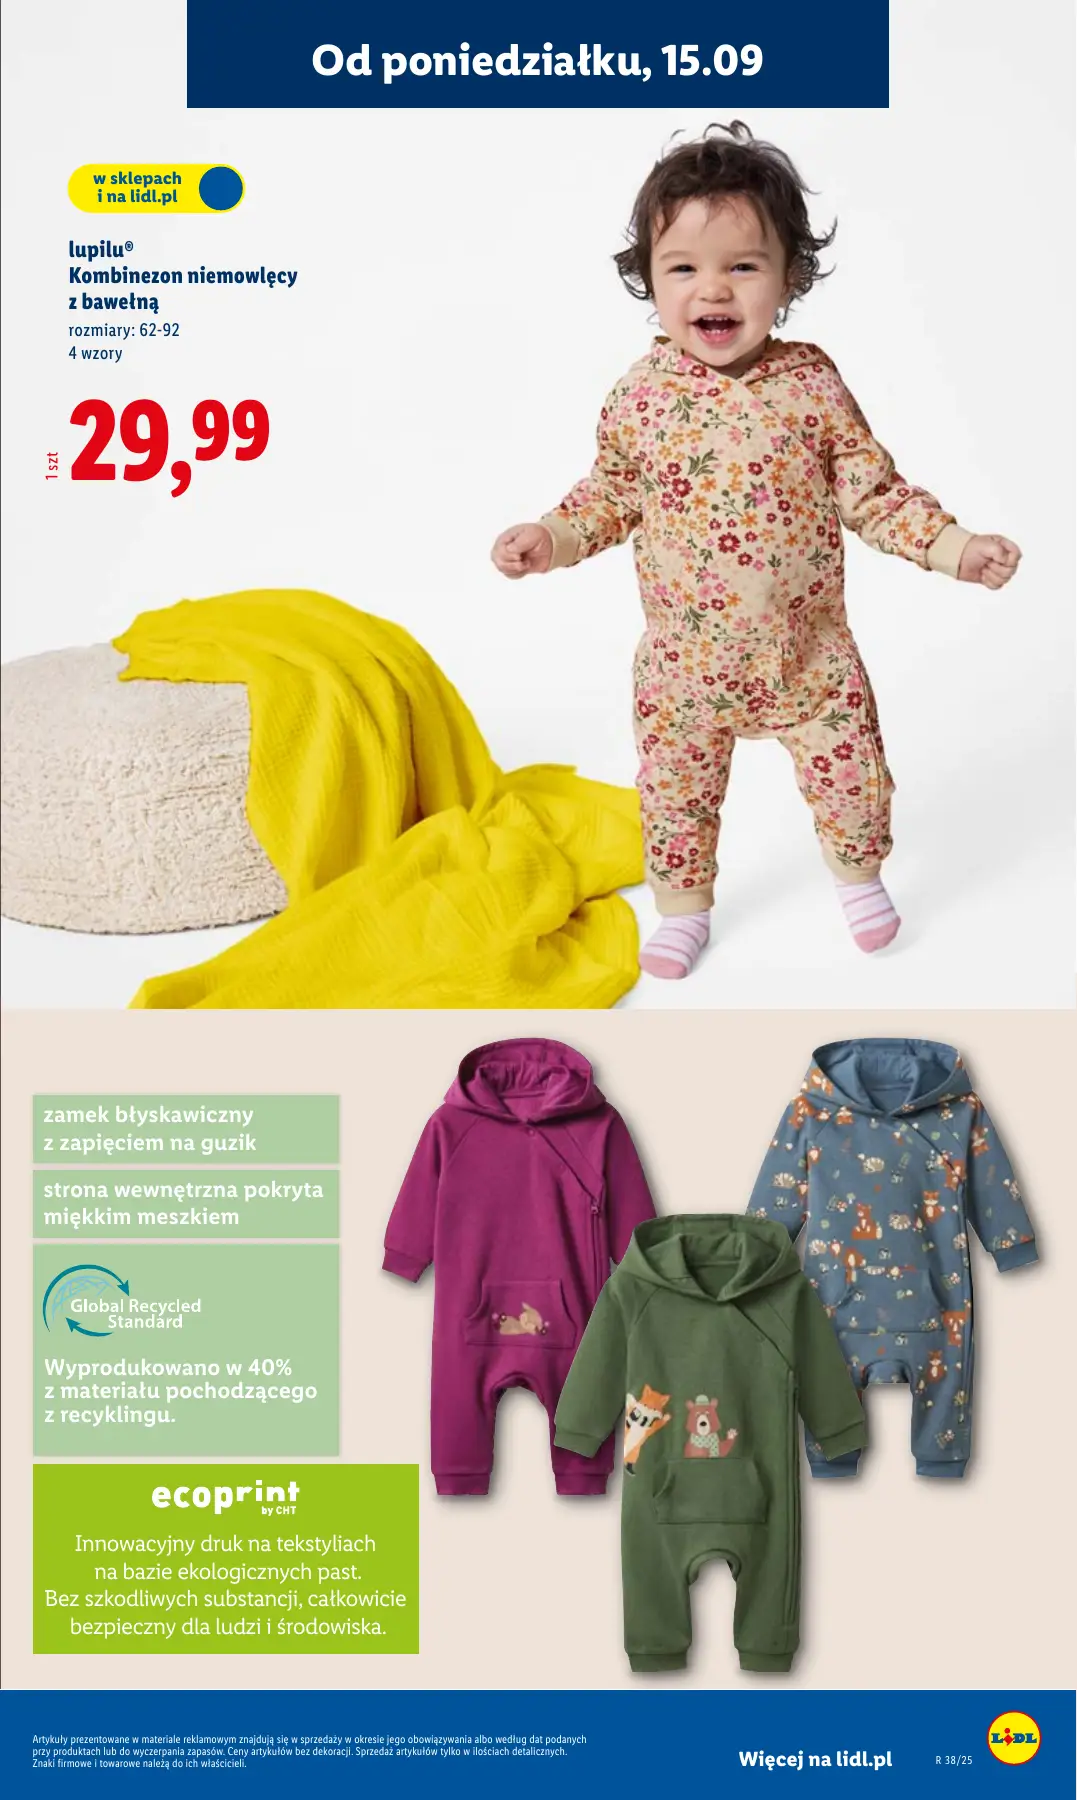 Od poniedziałku, 15.09
w sklepach
i na lidl.pl
lupilu®
Kombinezon niemowlęcy
z bawełną
rozmiary: 62-92
4 wzory
1 szt
29,99
zamek błyskawiczny
z zapięciem na guzik
strona wewnętrzna pokryta
miękkim meszkiem
Global Recycled
Standard
Wyprodukowano w 40%
z materiału pochodzącego
z recyklingu.
ecoprint
by CHT
Innowacyjny druk na tekstyliach
na bazie ekologicznych past.
Bez szkodliwych substancji, całkowicie
bezpieczny dla ludzi i środowiska.
Artykuły prezentowane w materiale reklamowym znajdują się w sprzedaży w okresie jego obowiązywania albo według dat podanych
przy produktach lub do wyczerpania zapasów. Ceny artykułów bez dekoracji. Sprzedaż artykułów tylko w ilościach detalicznych.
Znaki firmowe i towarowe należą do ich właścicieli.
Więcej na lidl.pl
R 38/25
LIDL